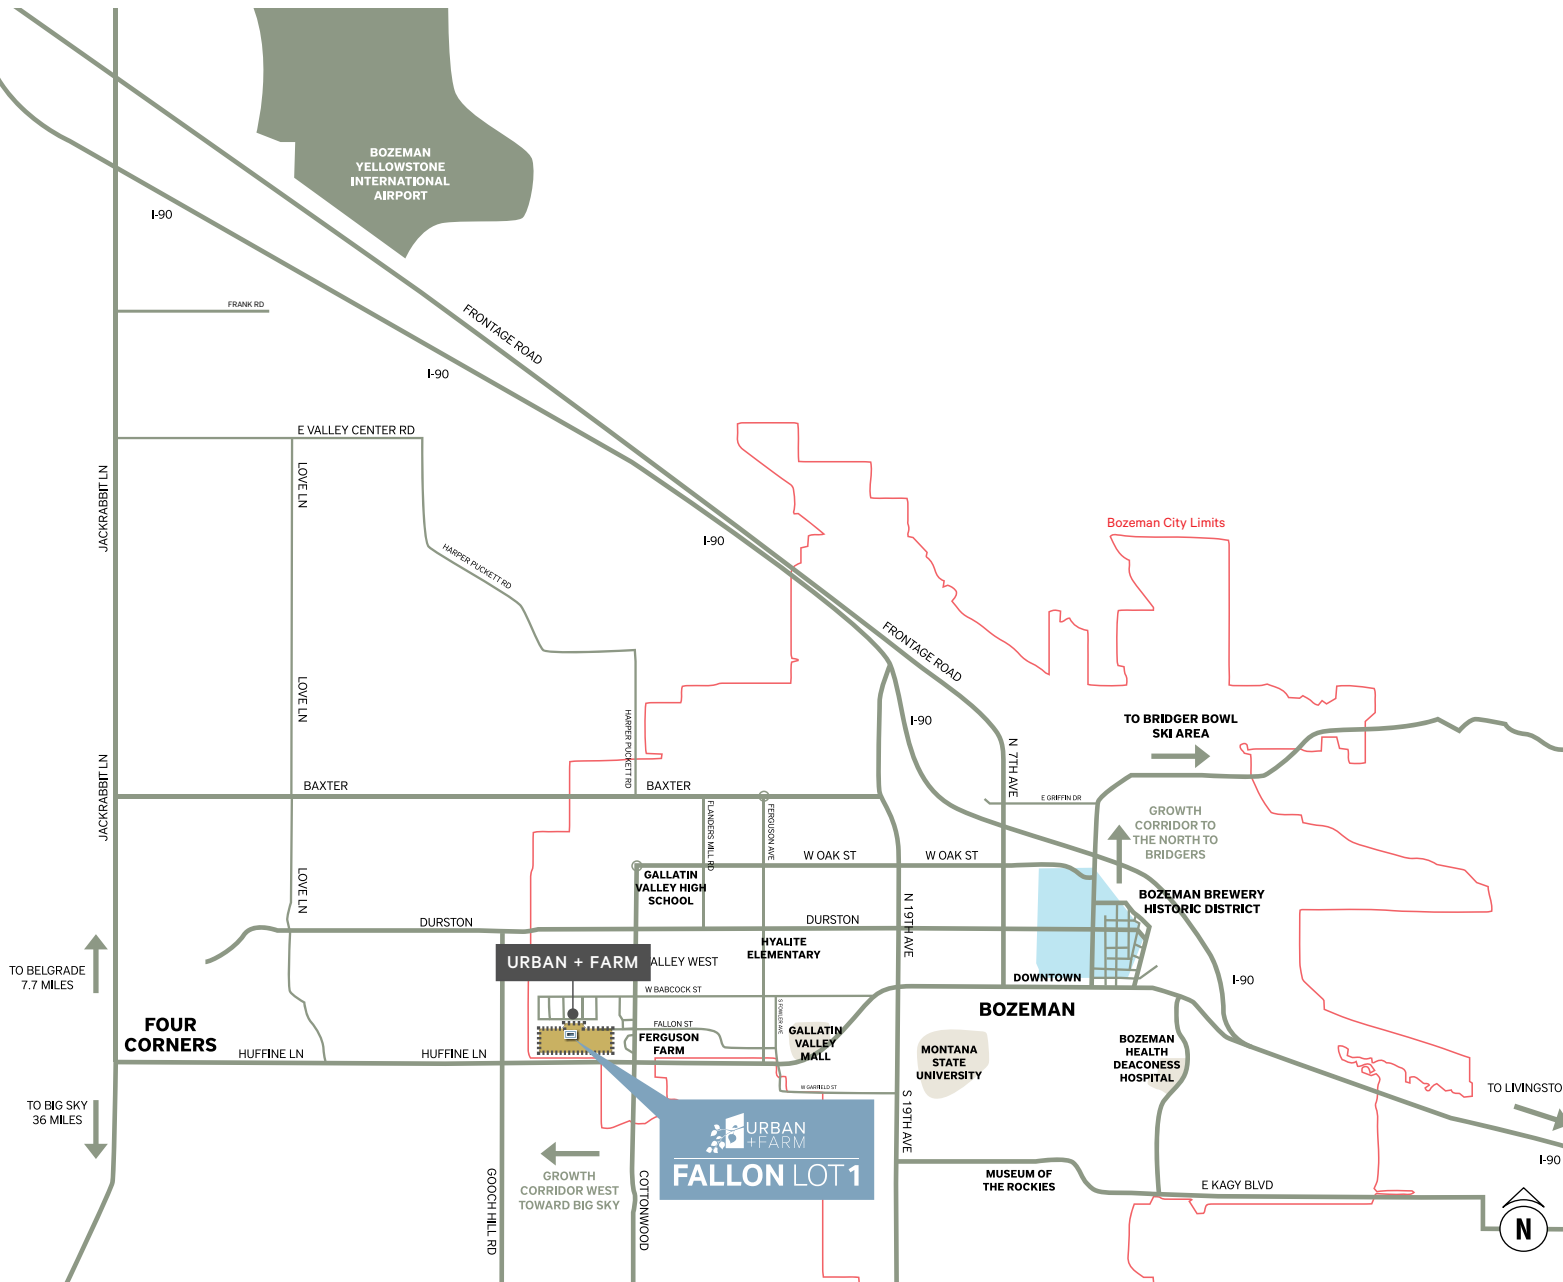 BOZEMAN
YELLOWSTONE
INTERNATIONAL
AIRPORT
I-90
FRANK RD
FRONTAGE ROAD
I-90
E VALLEY CENTER RD
LOVE LN
JACKRABBIT LN
HARPER PUCKETT RD
I-90
Bozeman City Limits
FRONTAGE ROAD
LOVE LN
HARPER PUCKETT RD
I-90
TO BRIDGER BOWL
SKI AREA
N 7TH AVE
JACKRABBIT LN
BAXTER
BAXTER
E GRIFFIN DR
FLANDERS MILL RD
FERGUSON AVE
GROWTH
CORRIDOR TO
THE NORTH TO
BRIDGERS
W OAK ST
W OAK ST
GALLATIN
VALLEY HIGH
SCHOOL
LOVE LN
N 19TH AVE
BOZEMAN BREWERY
HISTORIC DISTRICT
DURSTON
DURSTON
HYALITE
ELEMENTARY
URBAN + FARM
ALLEY WEST
TO BELGRADE
7.7 MILES
DOWNTOWN
I-90
W BABCOCK ST
BOZEMAN
S FOWLER AVE
FOUR
CORNERS
FALLON ST
FERGUSON
FARM
GALLATIN
VALLEY
MALL
HUFFINE LN
HUFFINE LN
MONTANA
STATE
UNIVERSITY
BOZEMAN
HEALTH
DEACONESS
HOSPITAL
W GARFIELD ST
TO LIVINGSTO
TO BIG SKY
36 MILES
S 19TH AVE
URBAN
+FARM
FALLON LOT 1
I-90
GROWTH
CORRIDOR WEST
TOWARD BIG SKY
GOOCH HILL RD
COTTONWOOD
MUSEUM OF
THE ROCKIES
E KAGY BLVD
N